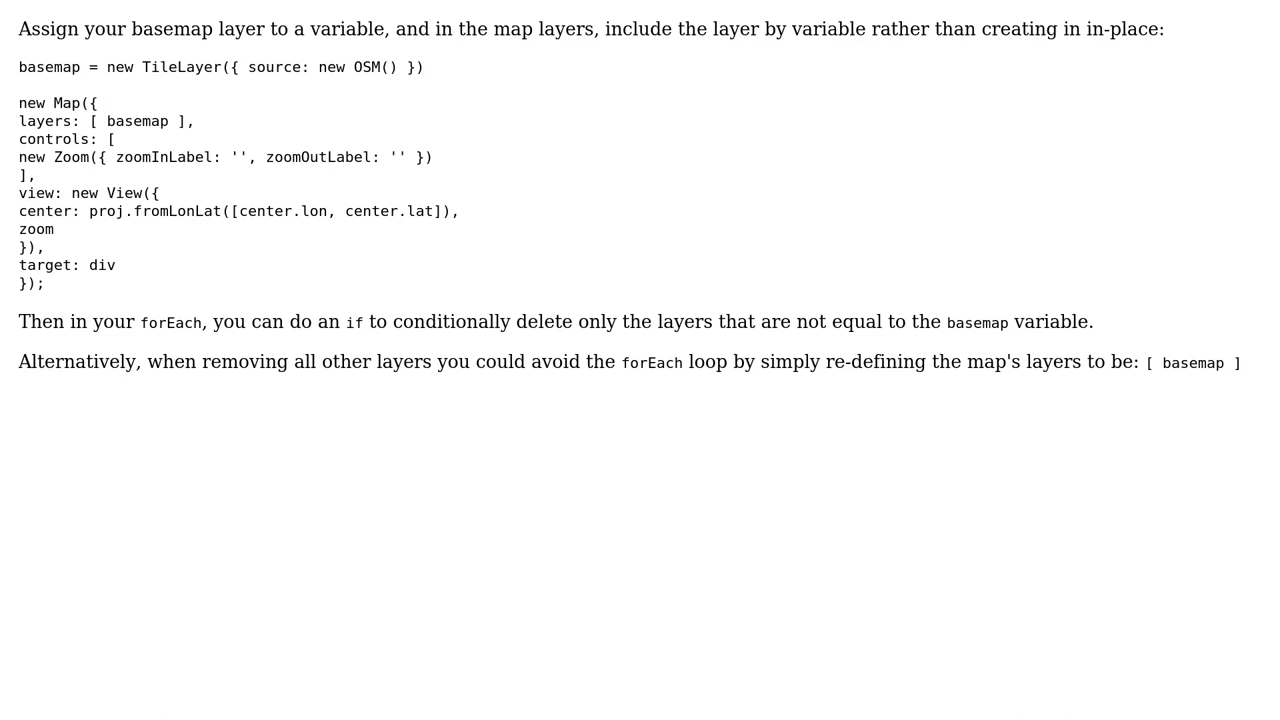 Assign your basemap layer to a variable, and in the map layers, include the layer by variable rather than creating in in-place:
basemap = new TileLayer({ source: new OSM() })
new Map({
layers: [ basemap ],
controls: [
new Zoom({ zoomInLabel: '', zoomOutLabel: '' })
],
view: new View({
center: proj.fromLonLat([center.lon, center.lat]),
zoom
}),
target: div
});
Then in your forEach, you can do an if to conditionally delete only the layers that are not equal to the basemap variable.
Alternatively, when removing all other layers you could avoid the forEach loop by simply re-defining the map's layers to be: [ basemap ]